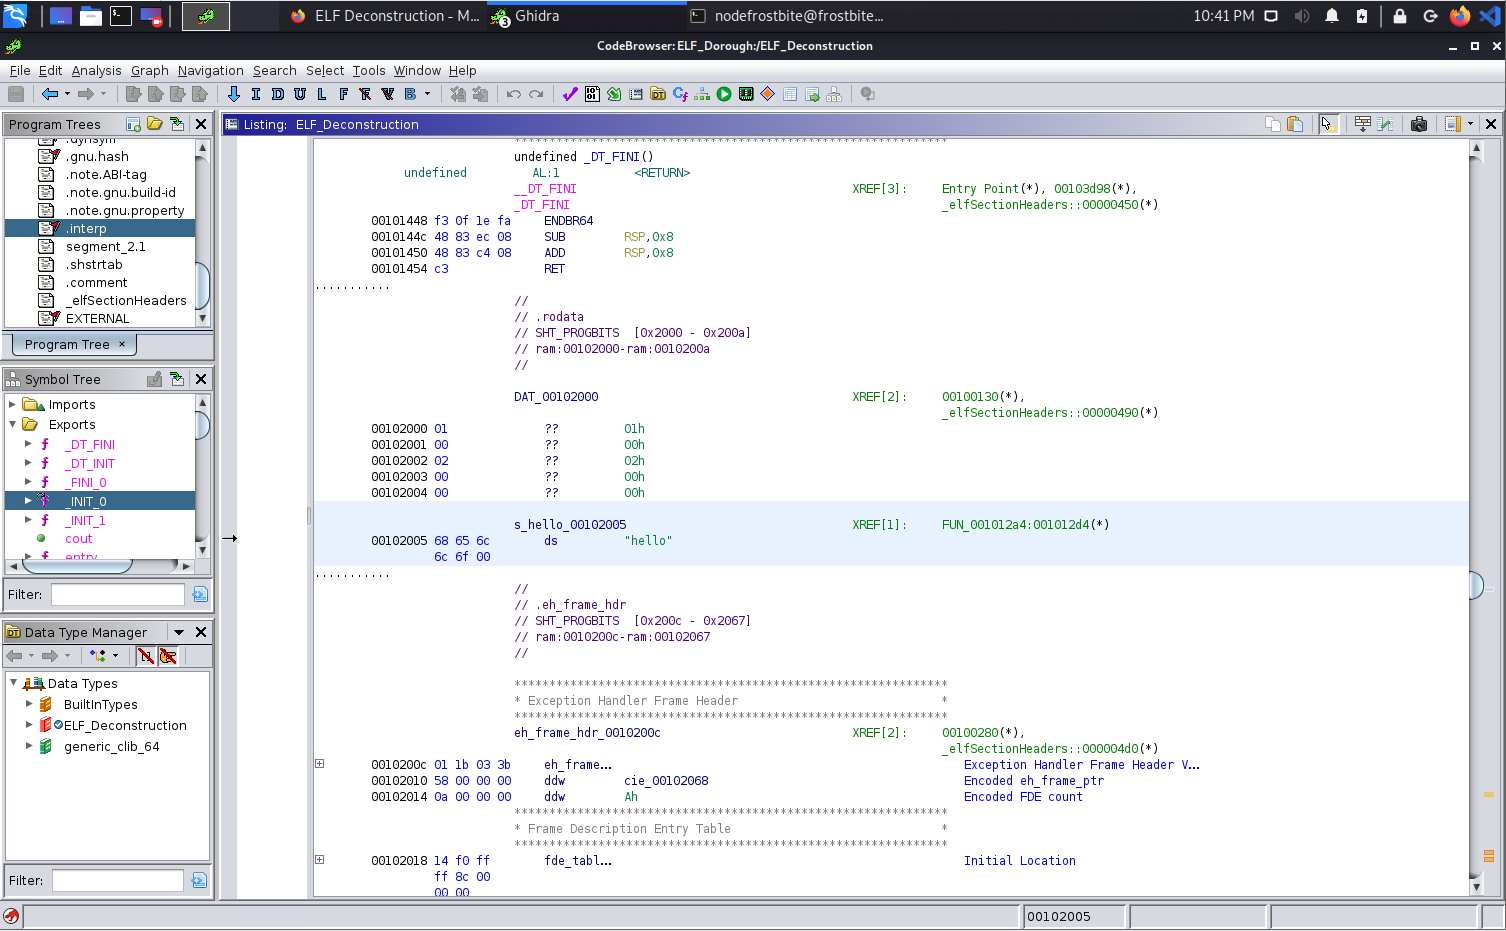 ELF Deconstruction - M...
Ghidra
3
nodefrostbite@frostbite...
10:41 PM
CodeBrowser: ELF_Dorough:/ELF_Deconstruction
File Edit Analysis Graph Navigation Search Select Tools Window Help
I D U L F B
Program Trees
.dynsym
.gnu.hash
.note.ABI-tag
.note.gnu.build-id
.note.gnu.property
.interp
segment_2.1
.shstrtab
.comment
_elfSectionHeaders
EXTERNAL
Program Tree ×
Symbol Tree
Imports
Exports
_DT_FINI
_DT_INIT
_FINI_0
_INIT_0
_INIT_1
cout
entry
Filter:
Data Type Manager
Data Types
BuiltInTypes
ELF_Deconstruction
generic_clib_64
Filter:
Listing: ELF_Deconstruction
**************************************************************
undefined _DT_FINI()
undefined AL:1 <RETURN>
__DT_FINI XREF[3]: Entry Point(*), 00103d98(*),
_DT_FINI _elfSectionHeaders::00000450(*)
00101448 f3 0f 1e fa ENDBR64
0010144c 48 83 ec 08 SUB RSP,0x8
00101450 48 83 c4 08 ADD RSP,0x8
00101454 c3 RET
...........
//
// .rodata
// SHT_PROGBITS [0x2000 - 0x200a]
// ram:00102000-ram:0010200a
//
DAT_00102000 XREF[2]: 00100130(*),
_elfSectionHeaders::00000490(*)
00102000 01 ?? 01h
00102001 00 ?? 00h
00102002 02 ?? 02h
00102003 00 ?? 00h
00102004 00 ?? 00h
s_hello_00102005 XREF[1]: FUN_001012a4:001012d4(*)
00102005 68 65 6c ds "hello"
6c 6f 00
...........
//
// .eh_frame_hdr
// SHT_PROGBITS [0x200c - 0x2067]
// ram:0010200c-ram:00102067
//
**************************************************************
* Exception Handler Frame Header *
**************************************************************
eh_frame_hdr_0010200c XREF[2]: 00100280(*),
_elfSectionHeaders::000004d0(*)
0010200c 01 1b 03 3b eh_frame... Exception Handler Frame Header V...
00102010 58 00 00 00 ddw cie_00102068 Encoded eh_frame_ptr
00102014 0a 00 00 00 ddw Ah Encoded FDE count
**************************************************************
* Frame Description Entry Table *
**************************************************************
00102018 14 f0 ff fde_tabl... Initial Location
ff 8c 00
00 00
00102005